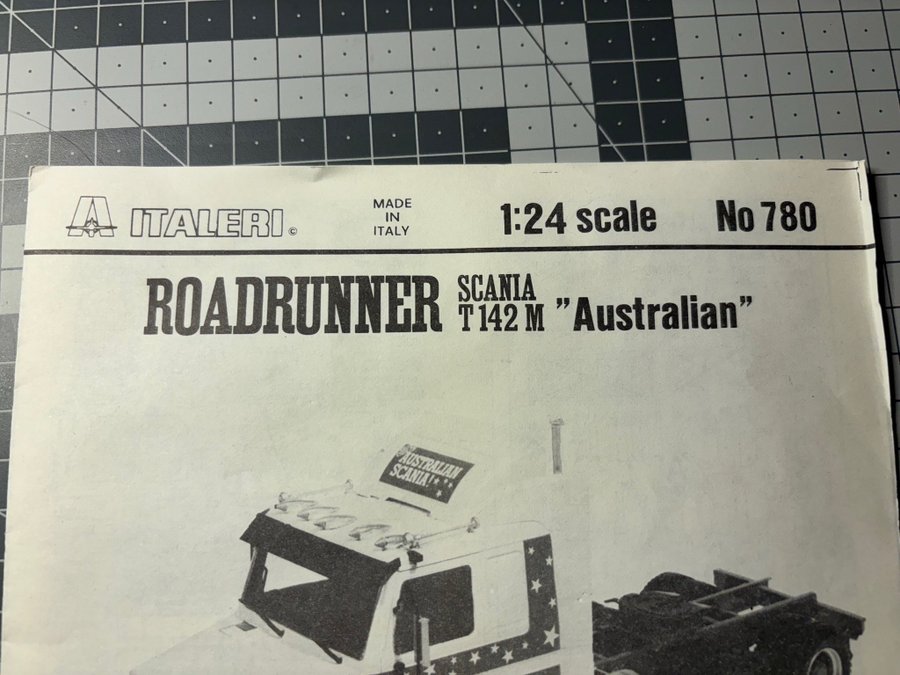 ITALERI ©
MADE
IN
ITALY
1:24 scale
No 780
ROADRUNNER
SCANIA
T 142 M
”Australian”
AUSTRALIAN
SCANIA!